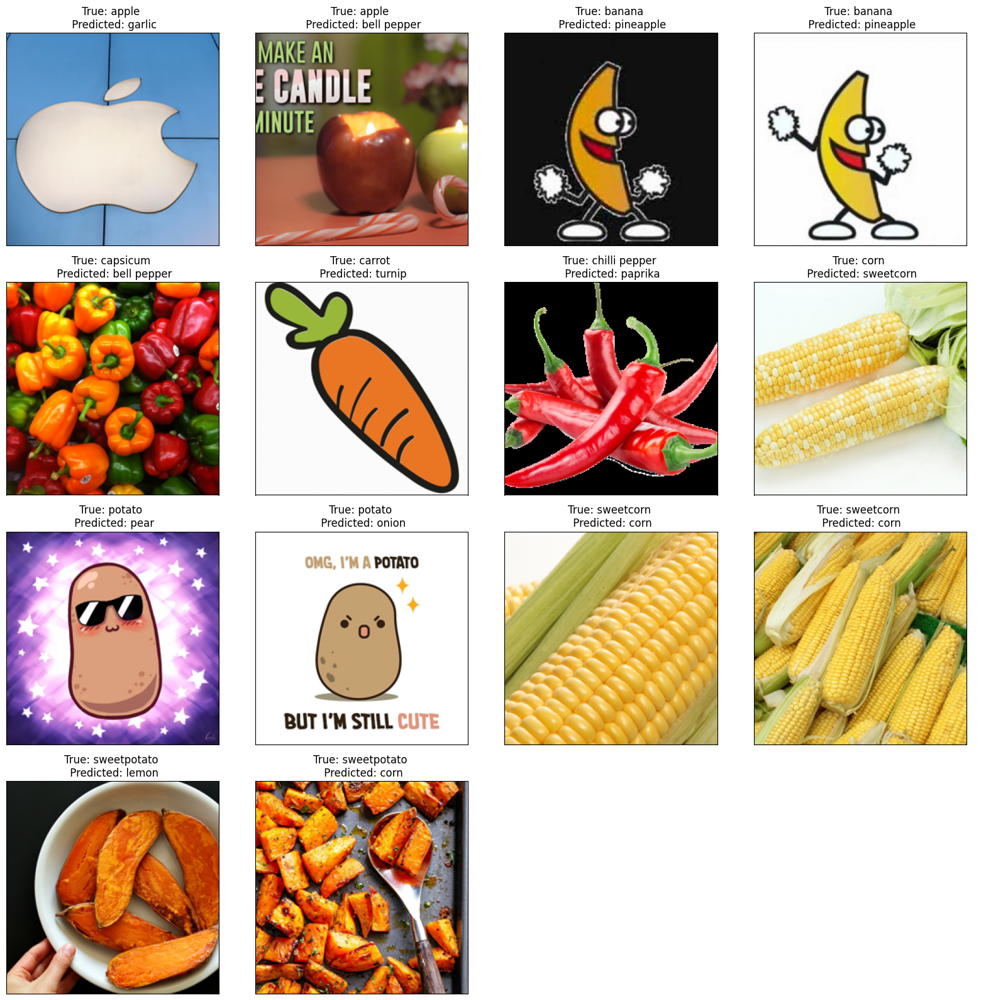 True: apple
Predicted: garlic
True: apple
Predicted: bell pepper
True: banana
Predicted: pineapple
True: banana
Predicted: pineapple
MAKE AN
E CANDLE
MINUTE
True: capsicum
Predicted: bell pepper
True: carrot
Predicted: turnip
True: chilli pepper
Predicted: paprika
True: corn
Predicted: sweetcorn
True: potato
Predicted: pear
True: potato
Predicted: onion
True: sweetcorn
Predicted: corn
True: sweetcorn
Predicted: corn
OMG, I'M A POTATO
BUT I'M STILL CUTE
True: sweetpotato
Predicted: lemon
True: sweetpotato
Predicted: corn